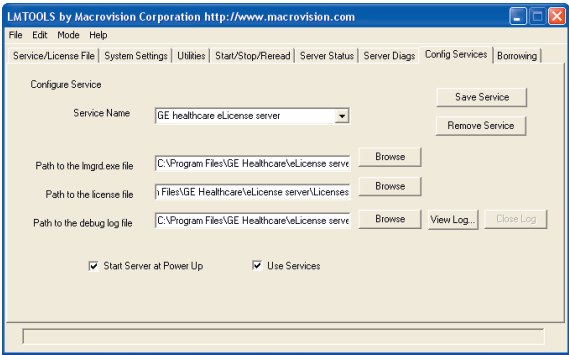 LMTOOLS by Macrovision Corporation http://www.macrovision.com
File Edit Mode Help
Service/License File System Settings Utilities Start/Stop/Reread Server Status Server Diags Config Services Borrowing
Configure Service
Save Service
Service Name GE healthcare eLicense server
Remove Service
Path to the lmgrd.exe file C:\Program Files\GE Healthcare\eLicense serve Browse
Path to the license file Files\GE Healthcare\eLicense server\Licenses Browse
Path to the debug log file C:\Program Files\GE Healthcare\eLicense serve Browse View Log... Close Log
Start Server at Power Up Use Services